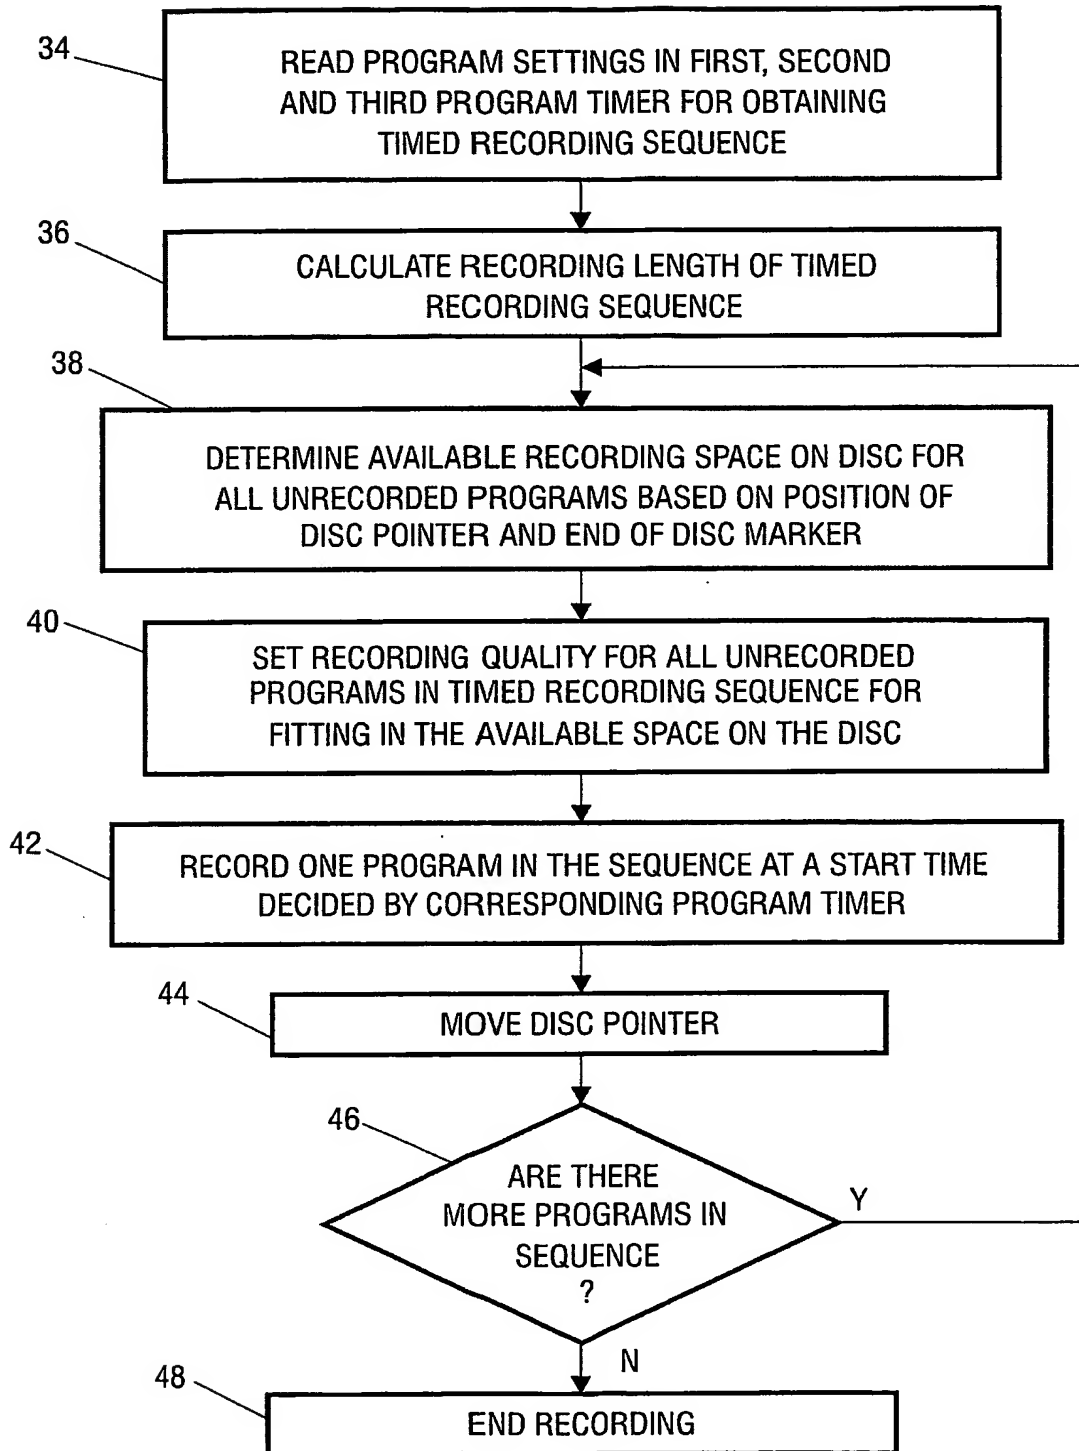 34
READ PROGRAM SETTINGS IN FIRST, SECOND
AND THIRD PROGRAM TIMER FOR OBTAINING
TIMED RECORDING SEQUENCE
36
CALCULATE RECORDING LENGTH OF TIMED
RECORDING SEQUENCE
38
DETERMINE AVAILABLE RECORDING SPACE ON DISC FOR
ALL UNRECORDED PROGRAMS BASED ON POSITION OF
DISC POINTER AND END OF DISC MARKER
40
SET RECORDING QUALITY FOR ALL UNRECORDED
PROGRAMS IN TIMED RECORDING SEQUENCE FOR
FITTING IN THE AVAILABLE SPACE ON THE DISC
42
RECORD ONE PROGRAM IN THE SEQUENCE AT A START TIME
DECIDED BY CORRESPONDING PROGRAM TIMER
44
MOVE DISC POINTER
46
ARE THERE
MORE PROGRAMS IN
SEQUENCE
?
Y
N
48
END RECORDING